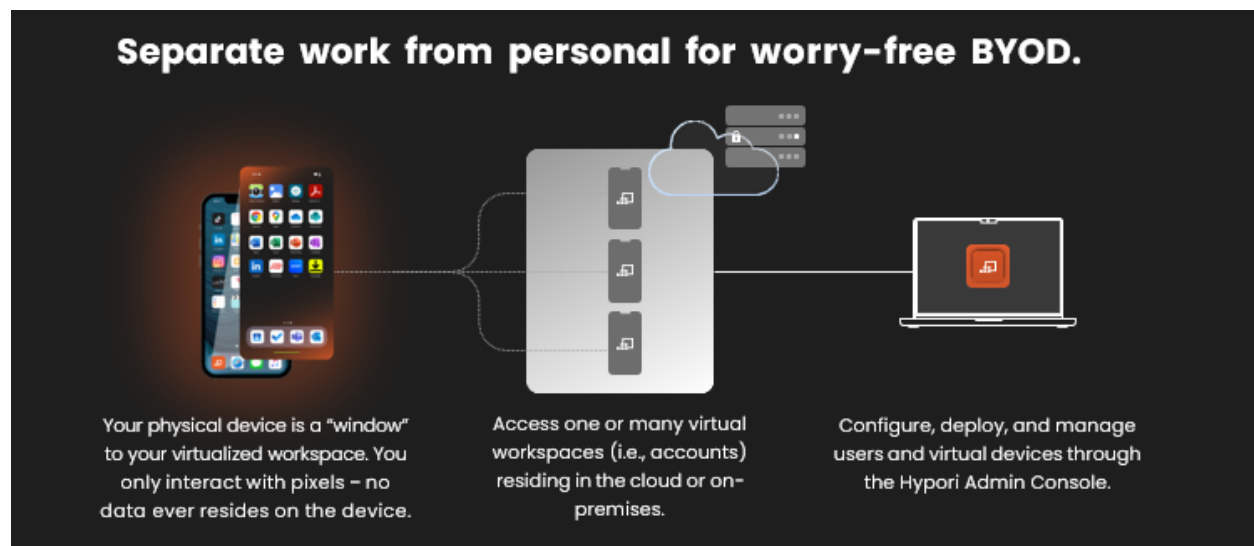 Separate work from personal for worry-free BYOD.
Your physical device is a “window”
to your virtualized workspace. You
only interact with pixels – no
data ever resides on the device.
Access one or many virtual
workspaces (i.e., accounts)
residing in the cloud or on-
premises.
Configure, deploy, and manage
users and virtual devices through
the Hypori Admin Console.